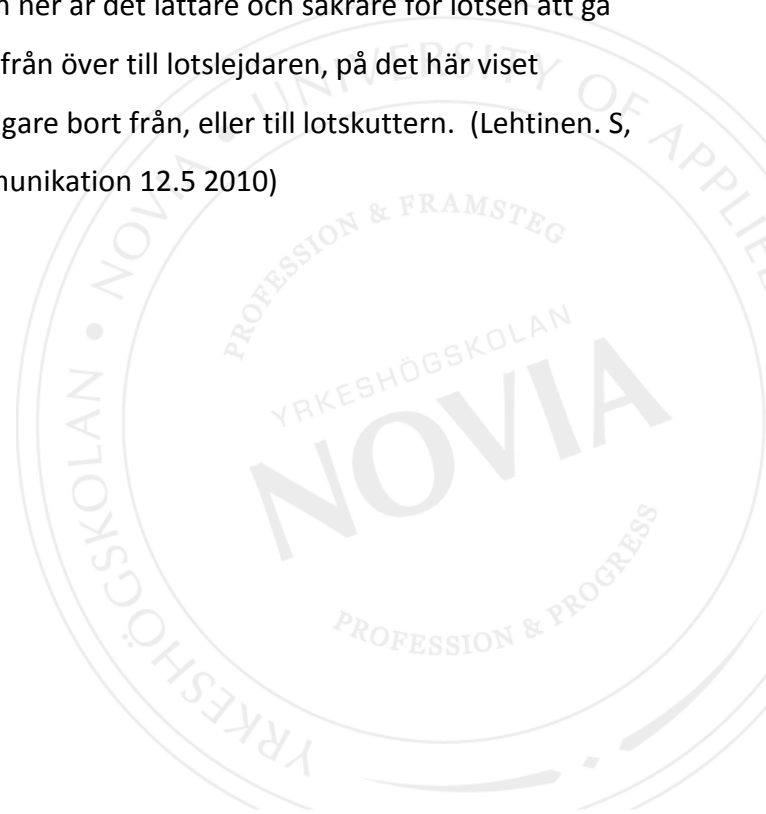 ner är det lättare och säkrare för lotsen att gå
från över till lotslejdaren, på det här viset
gare bort från, eller till lotskuttern. (Lehtinen. S,
munikation 12.5 2010)
YRKESHÖGSKOLAN • NOVIA • UNIVERSITY OF APPLIED
PROFESSION & FRAMSTEG
YRKESHÖGSKOLAN
NOVIA
PROFESSION & PROGRESS